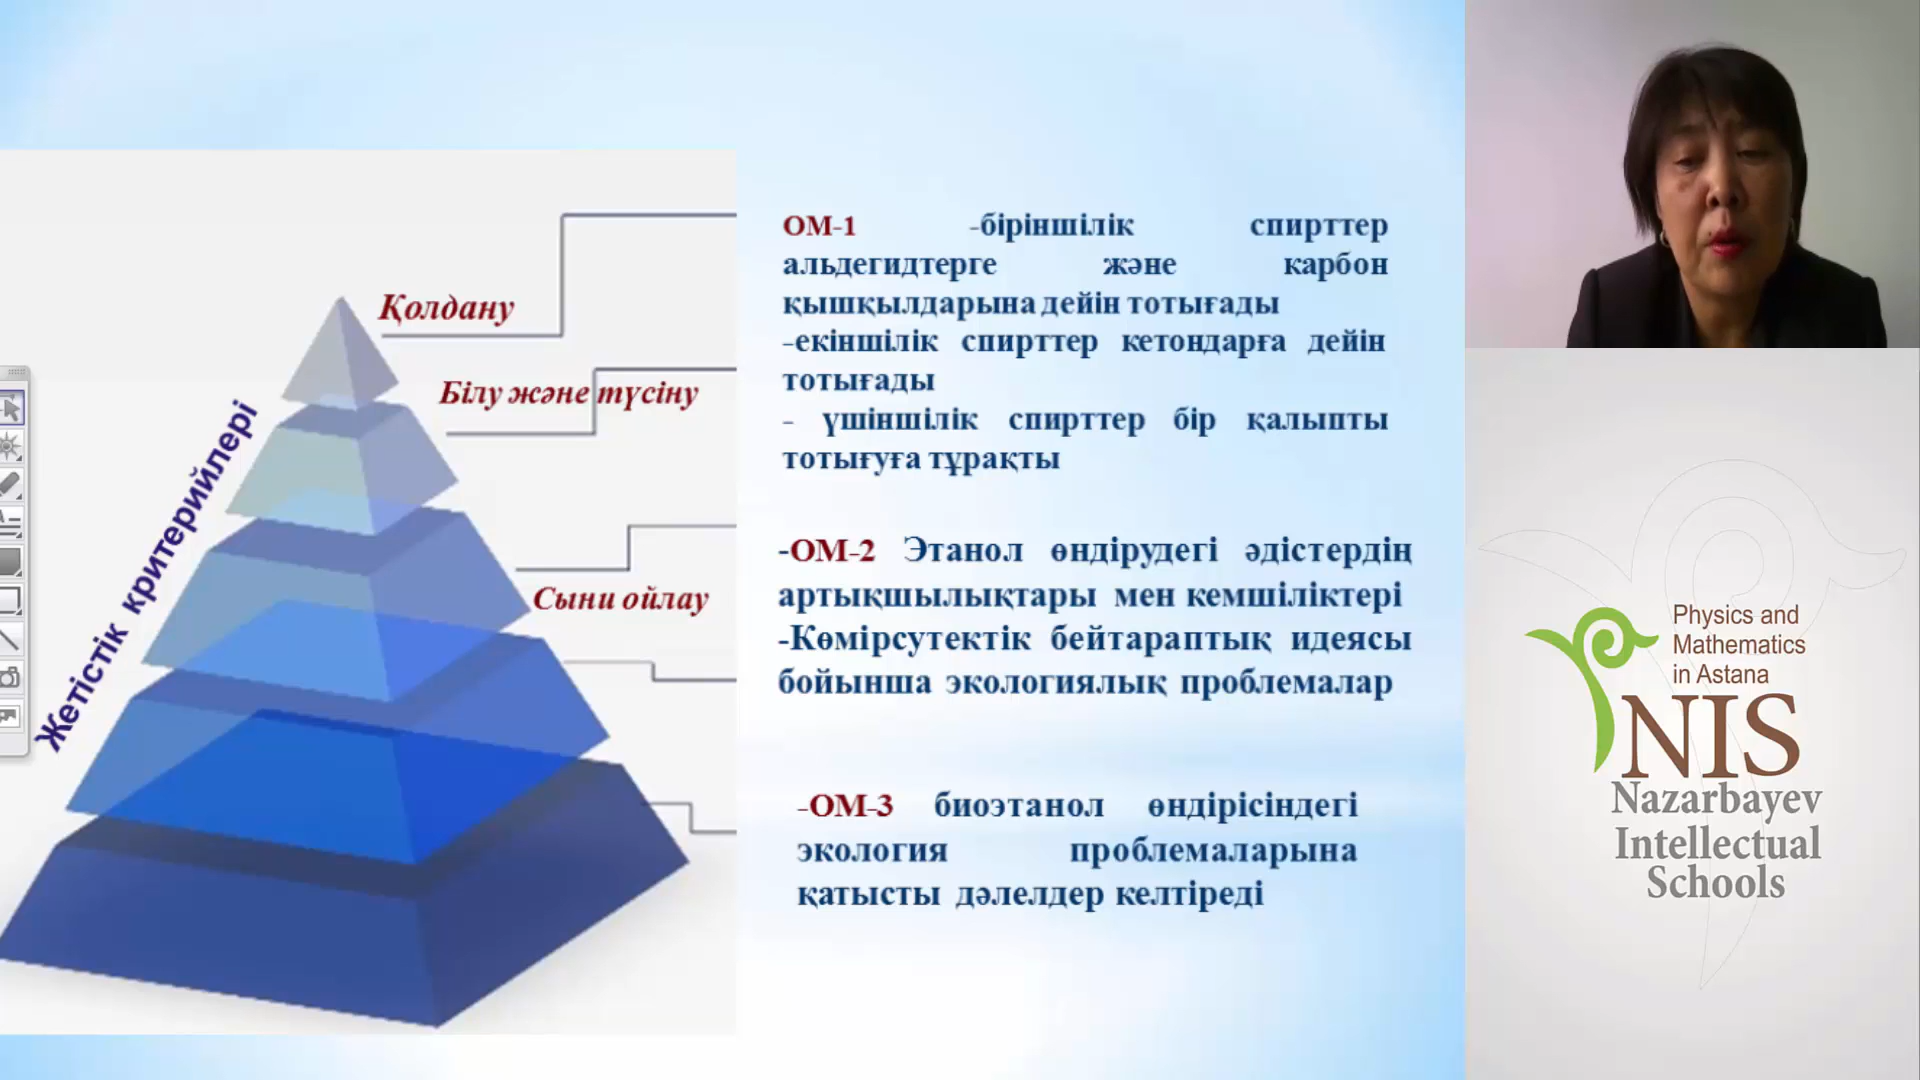 Жетістік критерийлері
Қолдану
Білу және түсіну
Сыни ойлау
ОМ-1 -біріншілік спирттер
альдегидтерге және карбон
қышқылдарына дейін тотығады
-екіншілік спирттер кетондарға дейін
тотығады
- үшіншілік спирттер бір қалыпты
тотығуға тұрақты
-ОМ-2 Этанол өндірудегі әдістердің
артықшылықтары мен кемшіліктері
-Көмірсутектік бейтараптық идеясы
бойынша экологиялық проблемалар
-ОМ-3 биоэтанол өндірісіндегі
экология проблемаларына
қатысты дәлелдер келтіреді
Physics and
Mathematics
in Astana
NIS
Nazarbayev
Intellectual
Schools